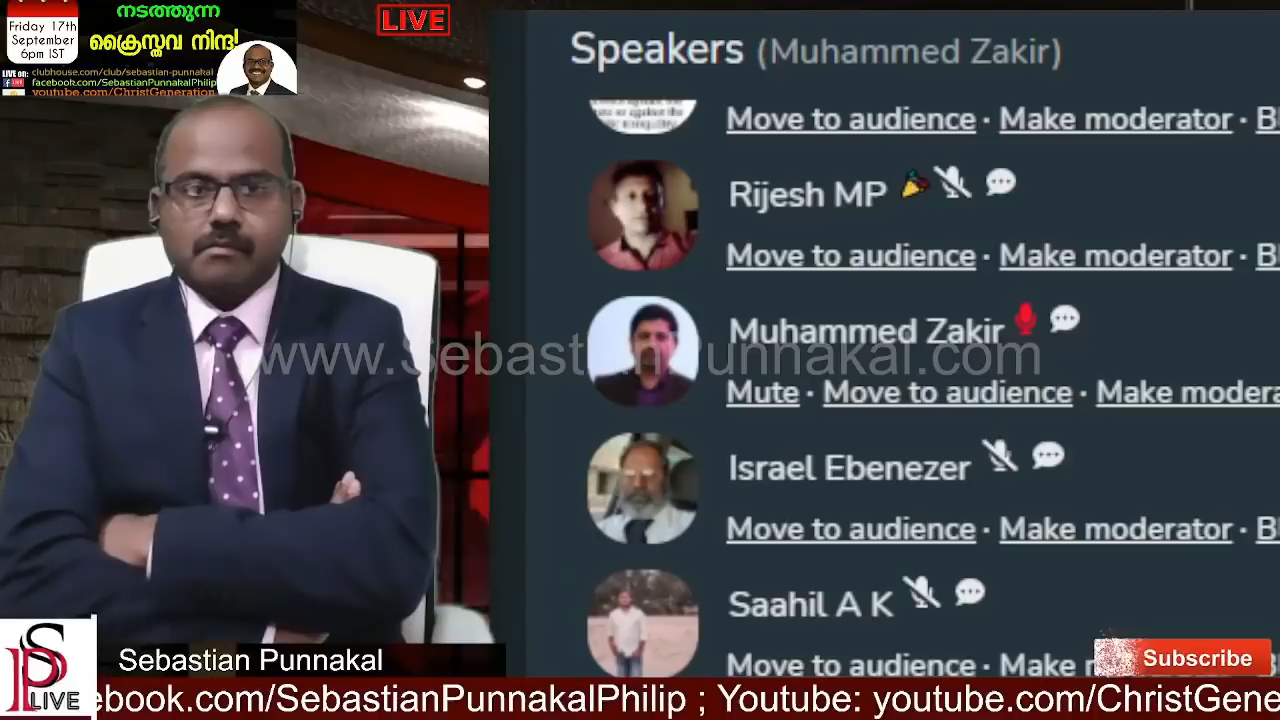 Friday 17th
September
6pm IST
നടത്തുന്ന
ക്രൈസ്തവ നിന്ദ!
LIVE on:
LIVE
clubhouse.com/club/sebastian-punnakal
facebook.com/SebastianPunnakalPhilip
youtube.com/ChristGeneration
LIVE
Speakers (Muhammed Zakir)
Move to audience · Make moderator ·
Rijesh MP
Move to audience · Make moderator ·
Muhammed Zakir
www.SebastianPunnakal.com
Mute · Move to audience · Make modera
Israel Ebenezer
Move to audience · Make moderator ·
Saahil A K
Move to audience · Make
Subscribe
PS
LIVE
Sebastian Punnakal
ebook.com/SebastianPunnakalPhilip ; Youtube: youtube.com/ChristGene